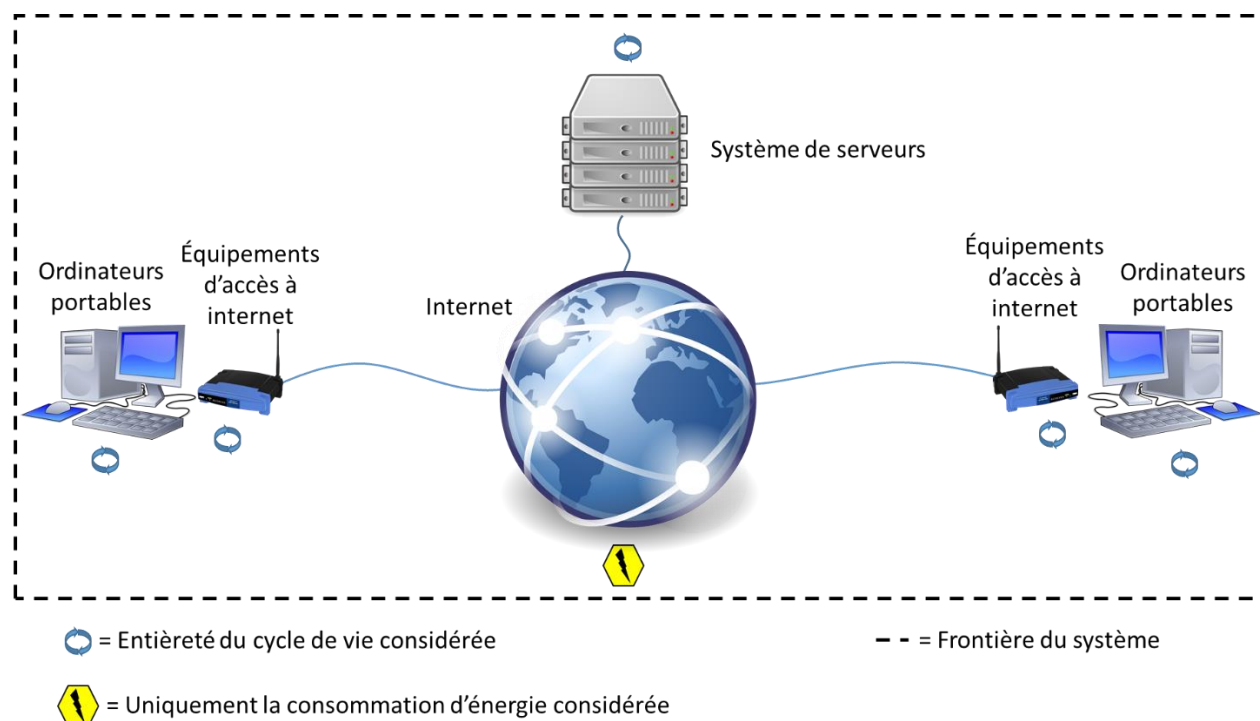 Système de serveurs
Équipements
d'accès à
internet
Ordinateurs
portables
Internet
Équipements
d'accès à
internet
Ordinateurs
portables
= Entièreté du cycle de vie considérée
= Frontière du système
= Uniquement la consommation d'énergie considérée